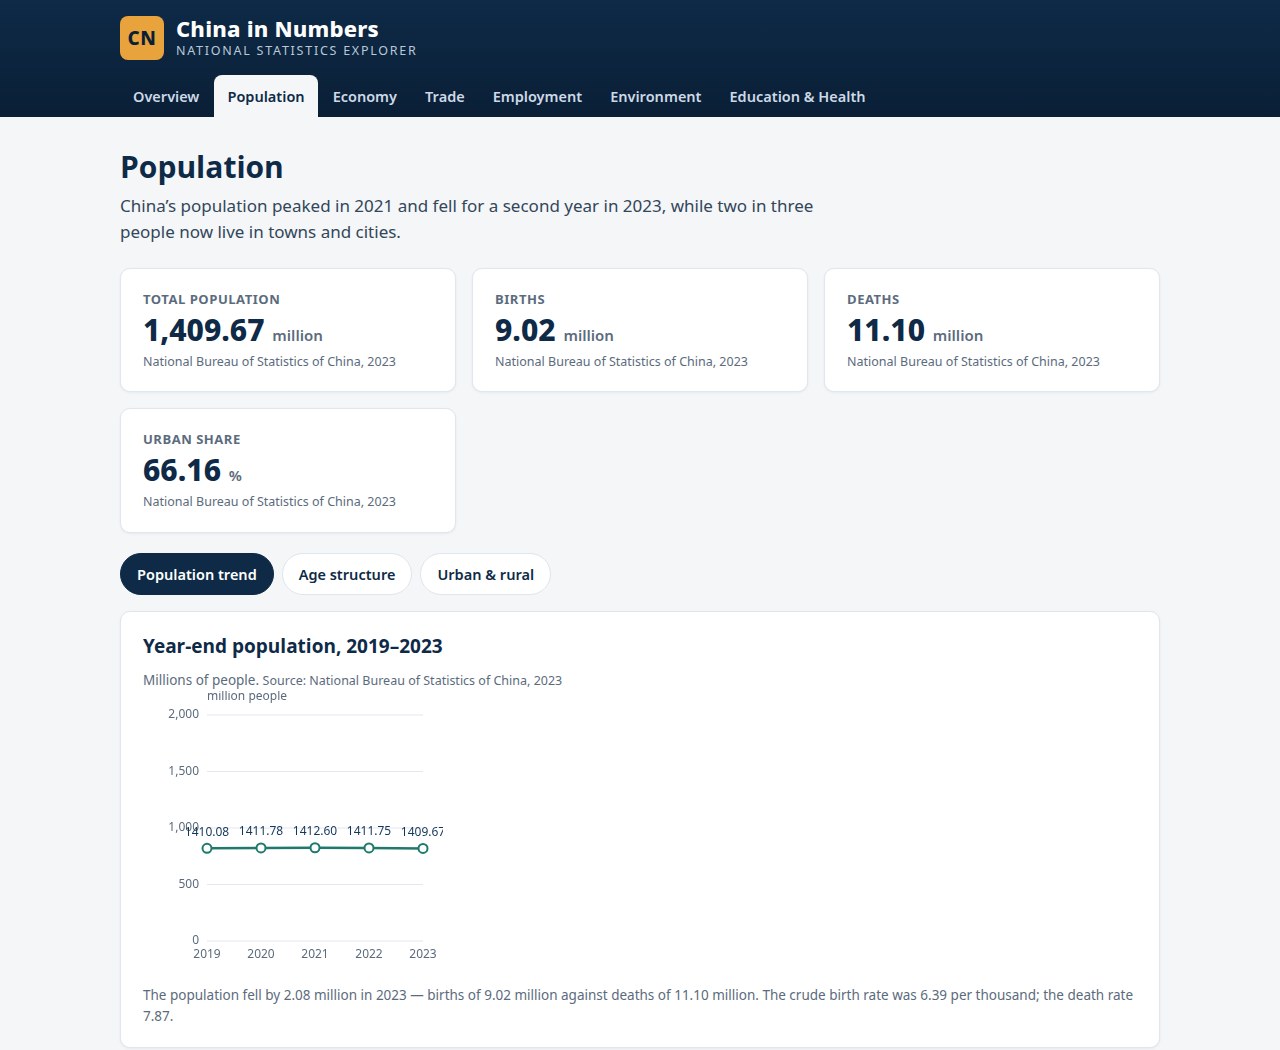 CN
China in Numbers
NATIONAL STATISTICS EXPLORER
Overview
Population
Economy
Trade
Employment
Environment
Education & Health
Population
China’s population peaked in 2021 and fell for a second year in 2023, while two in three
people now live in towns and cities.
TOTAL POPULATION
1,409.67 million
National Bureau of Statistics of China, 2023
BIRTHS
9.02 million
National Bureau of Statistics of China, 2023
DEATHS
11.10 million
National Bureau of Statistics of China, 2023
URBAN SHARE
66.16 %
National Bureau of Statistics of China, 2023
Population trend
Age structure
Urban & rural
Year-end population, 2019–2023
Millions of people. Source: National Bureau of Statistics of China, 2023
million people
2,000
1,500
1,000
1410.08 1411.78 1412.60 1411.75 1409.67
500
0
2019 2020 2021 2022 2023
The population fell by 2.08 million in 2023 — births of 9.02 million against deaths of 11.10 million. The crude birth rate was 6.39 per thousand; the death rate
7.87.